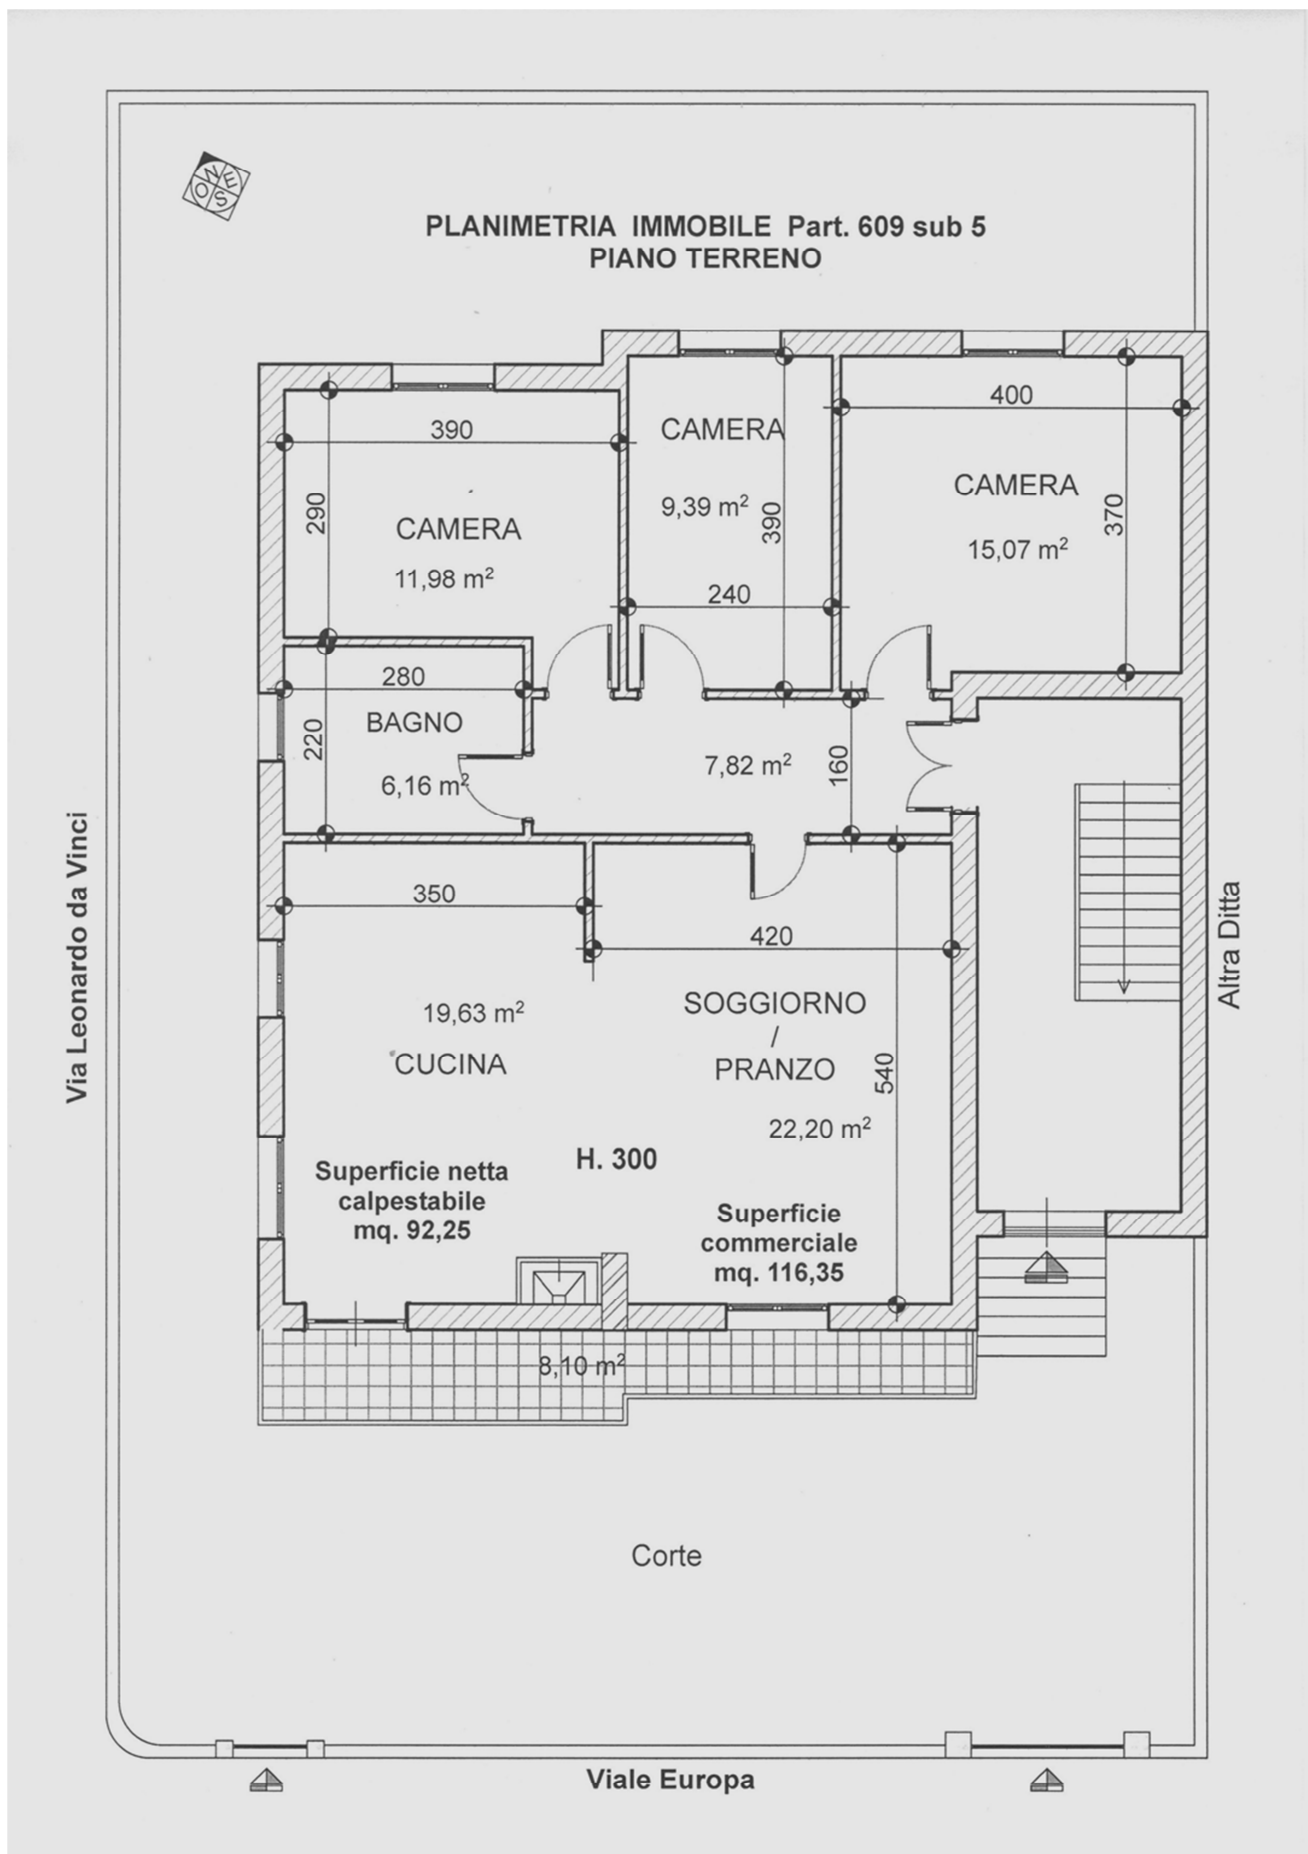 N
E
O
S
PLANIMETRIA IMMOBILE Part. 609 sub 5
PIANO TERRENO
390
290
CAMERA
11,98 m²
CAMERA
9,39 m²
390
240
400
CAMERA
15,07 m²
370
280
BAGNO
220
6,16 m²
7,82 m²
160
350
420
19,63 m²
CUCINA
SOGGIORNO
/
PRANZO
22,20 m²
540
H. 300
Superficie netta
calpestabile
mq. 92,25
Superficie
commerciale
mq. 116,35
8,10 m²
Via Leonardo da Vinci
Altra Ditta
Corte
Viale Europa